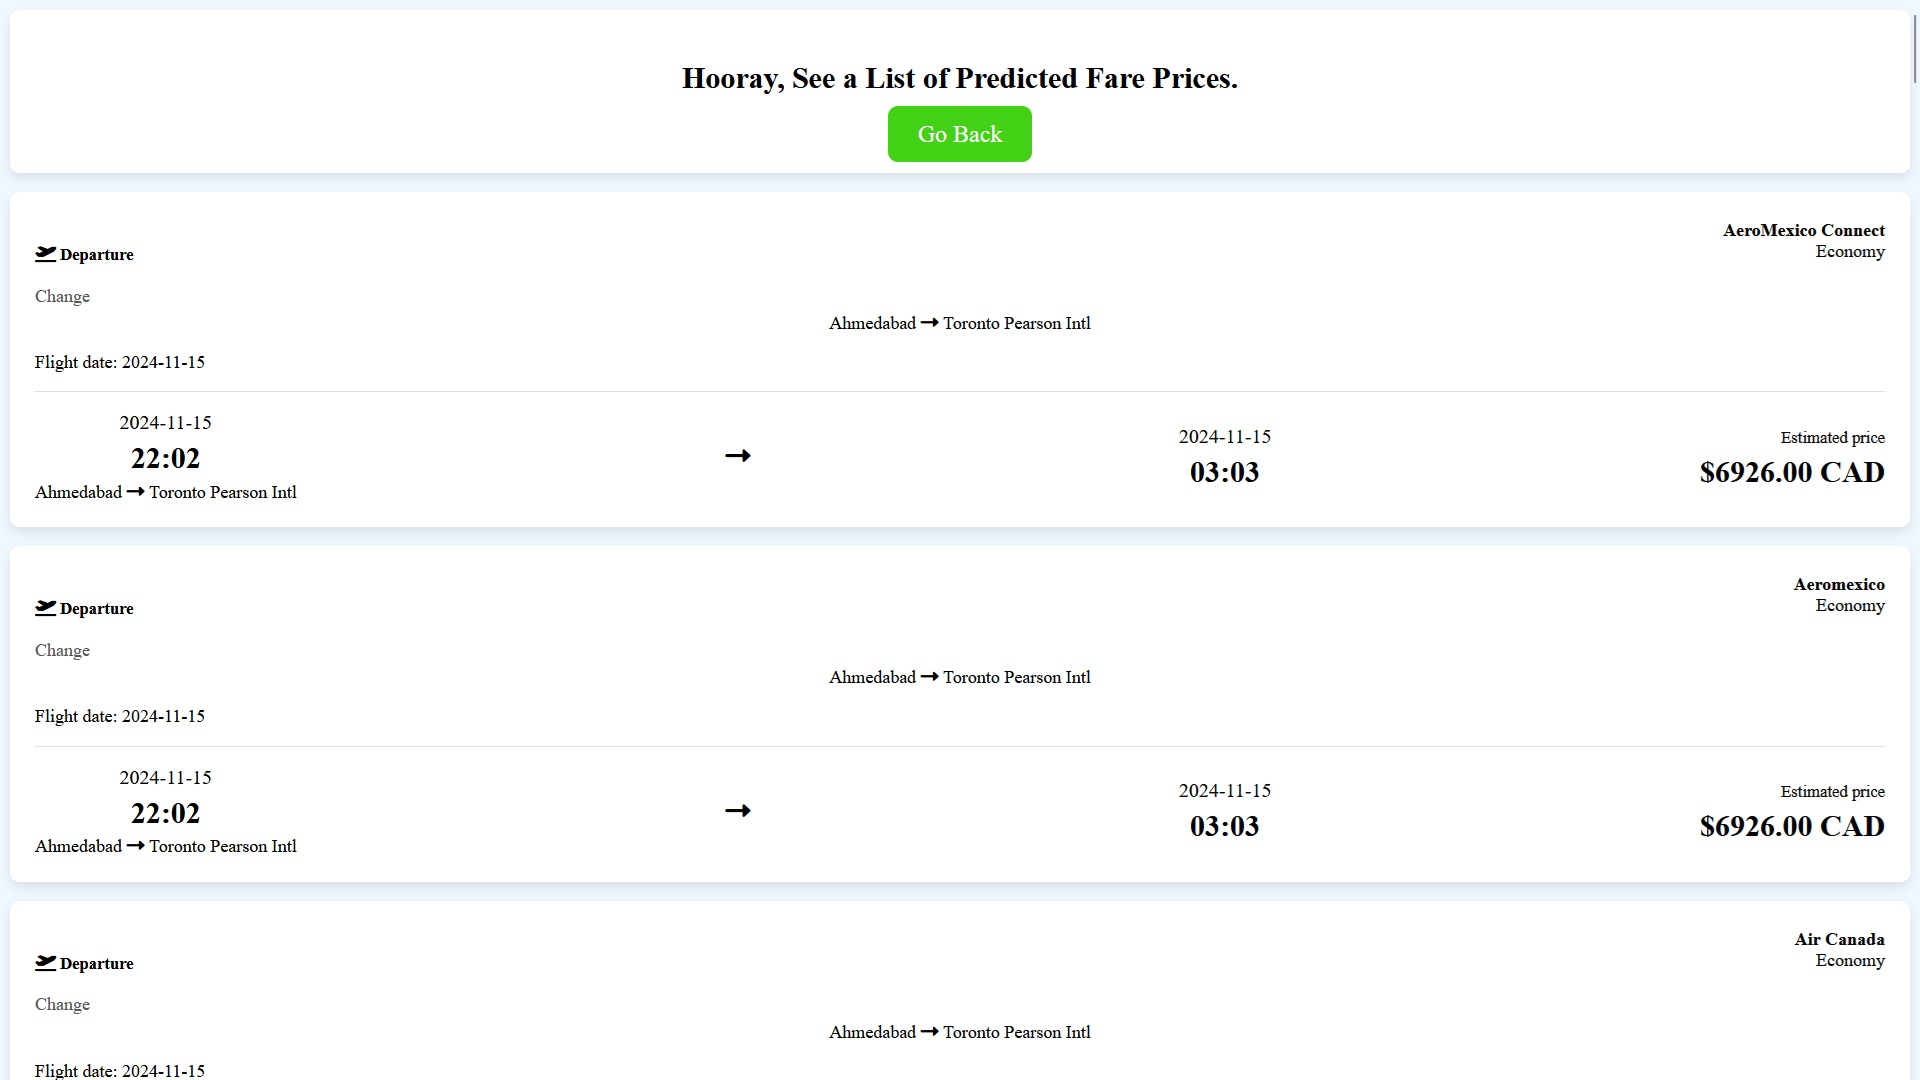 Hooray, See a List of Predicted Fare Prices.
Go Back
AeroMexico Connect
Departure
Economy
Change
Ahmedabad → Toronto Pearson Intl
Flight date: 2024-11-15
2024-11-15
22:02
Ahmedabad → Toronto Pearson Intl
→
2024-11-15
03:03
Estimated price
$6926.00 CAD
Aeromexico
Departure
Economy
Change
Ahmedabad → Toronto Pearson Intl
Flight date: 2024-11-15
2024-11-15
22:02
Ahmedabad → Toronto Pearson Intl
→
2024-11-15
03:03
Estimated price
$6926.00 CAD
Air Canada
Departure
Economy
Change
Ahmedabad → Toronto Pearson Intl
Flight date: 2024-11-15